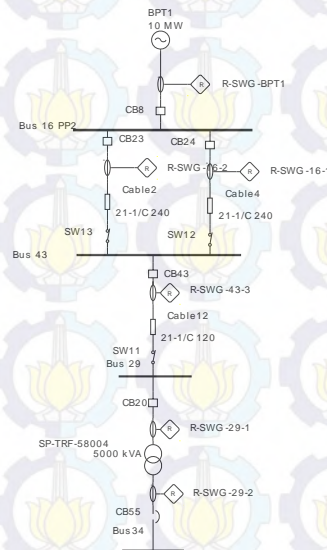 BPT1
10 MW
R
R-SWG -BPT1
CB8
Bus 16 PP2
CB23
CB24
R
R-SWG -16-2
R
R-SWG -16-1
Cable2
Cable4
21-1/C 240
21-1/C 240
SW13
SW12
Bus 43
CB43
R
R-SWG -43-3
Cable12
21-1/C 120
SW11
Bus 29
CB20
R
R-SWG -29-1
SP-TRF-58004
5000 kVA
R
R-SWG -29-2
CB55
Bus34